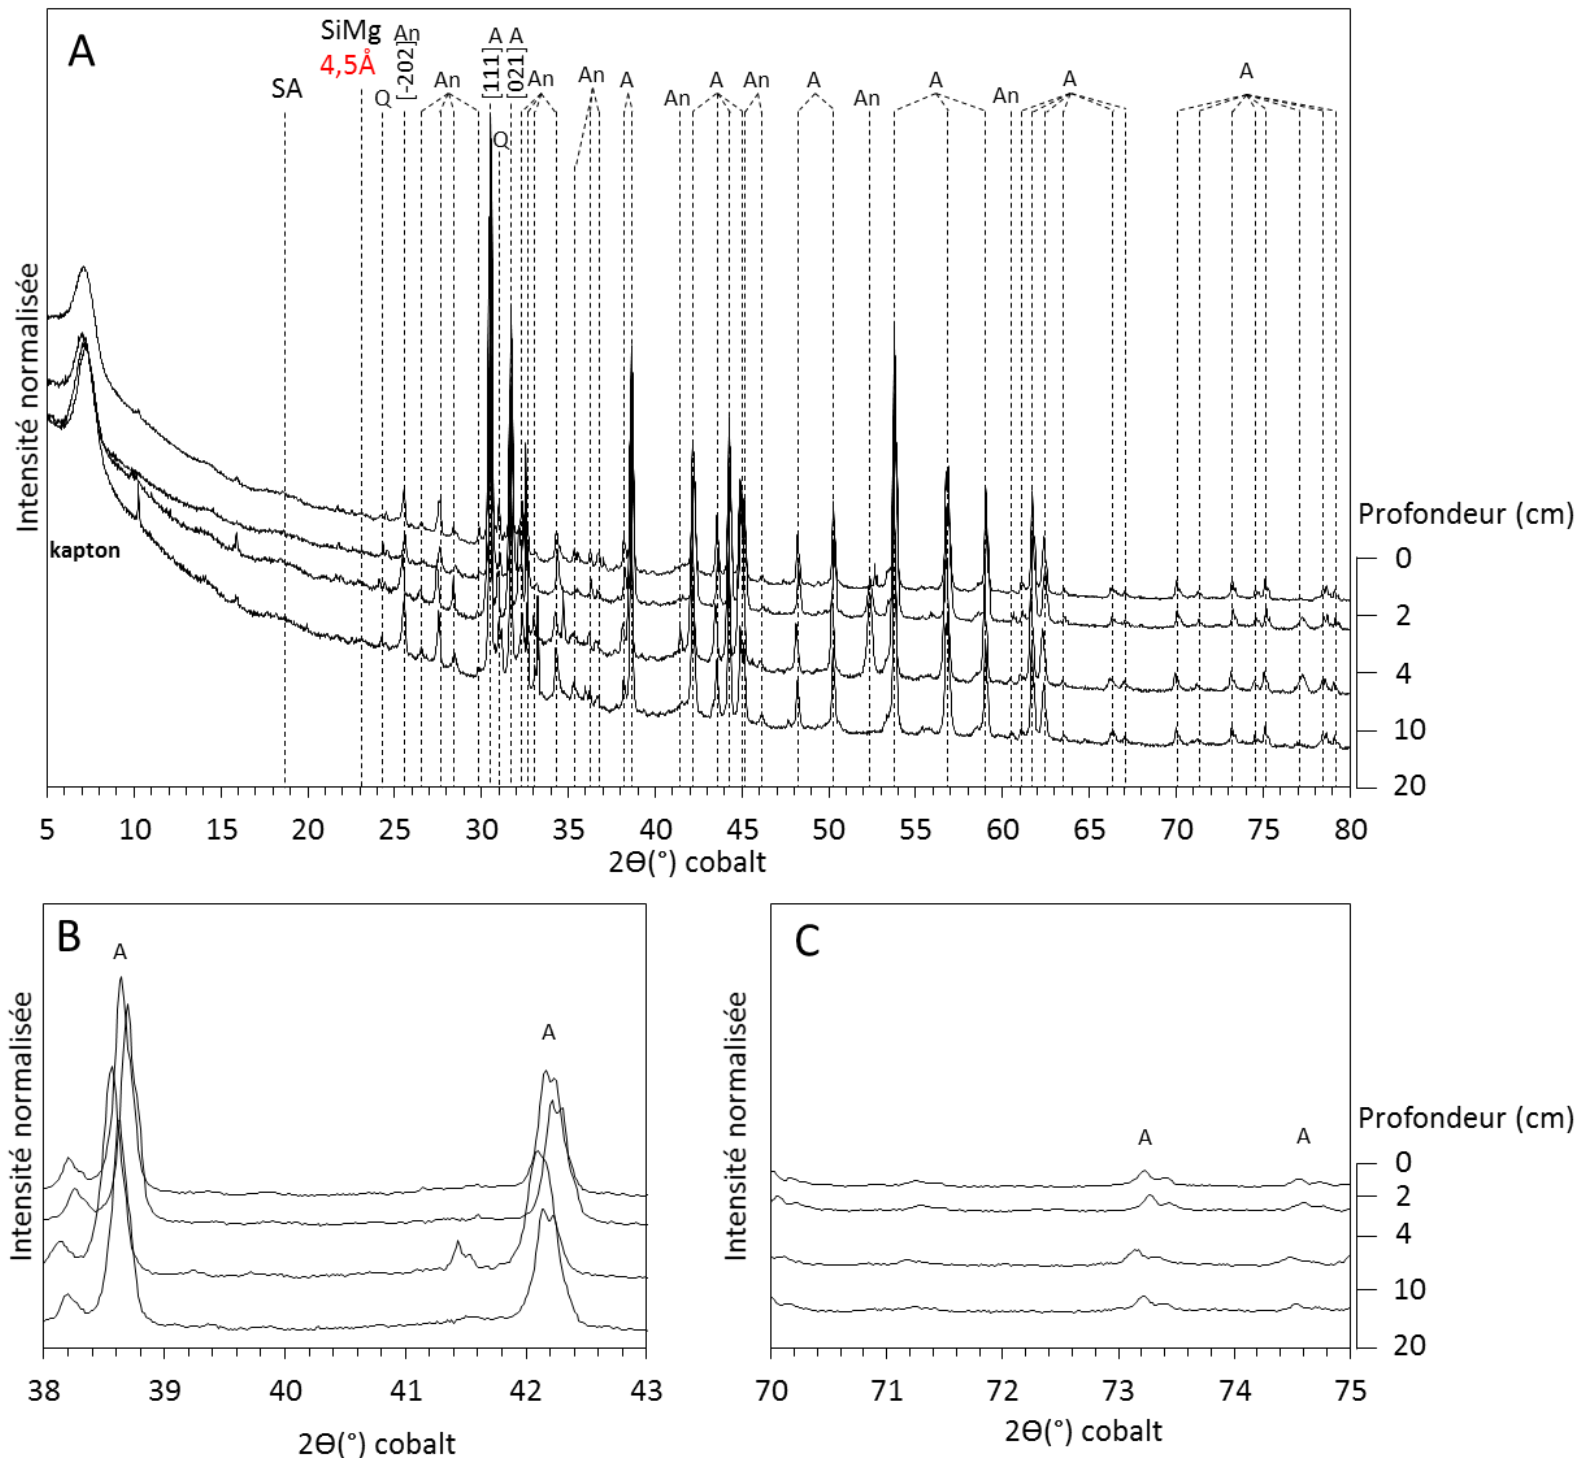 A
SiMg
4,5Å
SA
Q
An
[-202]
An
A
[111]
A
[021]
Q
An
An
A
An
A
An
A
An
A
An
A
A
Intensité normalisée
kapton
Profondeur (cm)
0
2
4
10
20
5 10 15 20 25 30 35 40 45 50 55 60 65 70 75 80
2Ө(°) cobalt
B
A
A
Intensité normalisée
38 39 40 41 42 43
2Ө(°) cobalt
C
A
A
Intensité normalisée
Profondeur (cm)
0
2
4
10
20
70 71 72 73 74 75
2Ө(°) cobalt